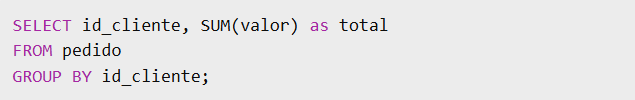 SELECT id_cliente, SUM(valor) as total
FROM pedido
GROUP BY id_cliente;